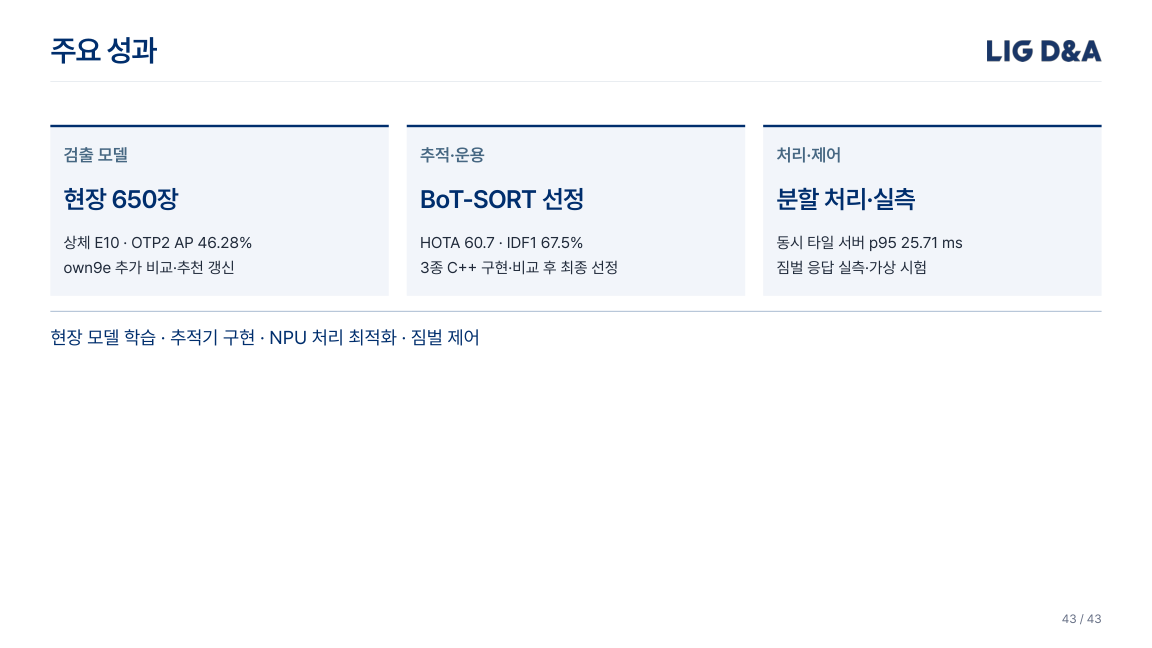 주요 성과
LIG D&A
검출 모델
현장 650장
상체 E10 · OTP2 AP 46.28%
own9e 추가 비교·추천 갱신
추적·운용
BoT-SORT 선정
HOTA 60.7 · IDF1 67.5%
3종 C++ 구현·비교 후 최종 선정
처리·제어
분할 처리·실측
동시 타일 서버 p95 25.71 ms
짐벌 응답 실측·가상 시험
현장 모델 학습 · 추적기 구현 · NPU 처리 최적화 · 짐벌 제어
43 / 43